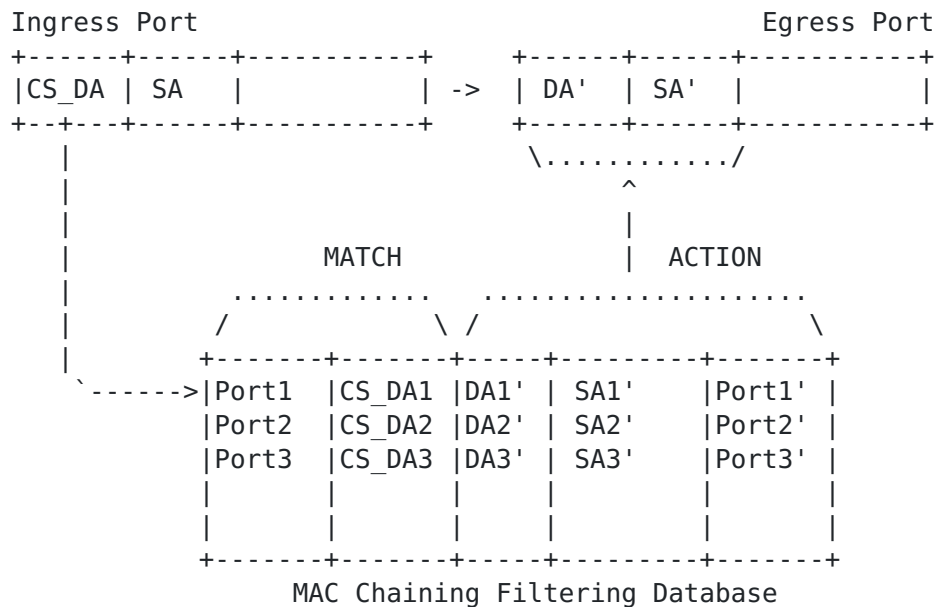 Ingress Port Egress Port
CS_DA SA -> DA' SA'
MATCH ACTION
Port1 CS_DA1 DA1' SA1' Port1'
Port2 CS_DA2 DA2' SA2' Port2'
Port3 CS_DA3 DA3' SA3' Port3'
MAC Chaining Filtering Database